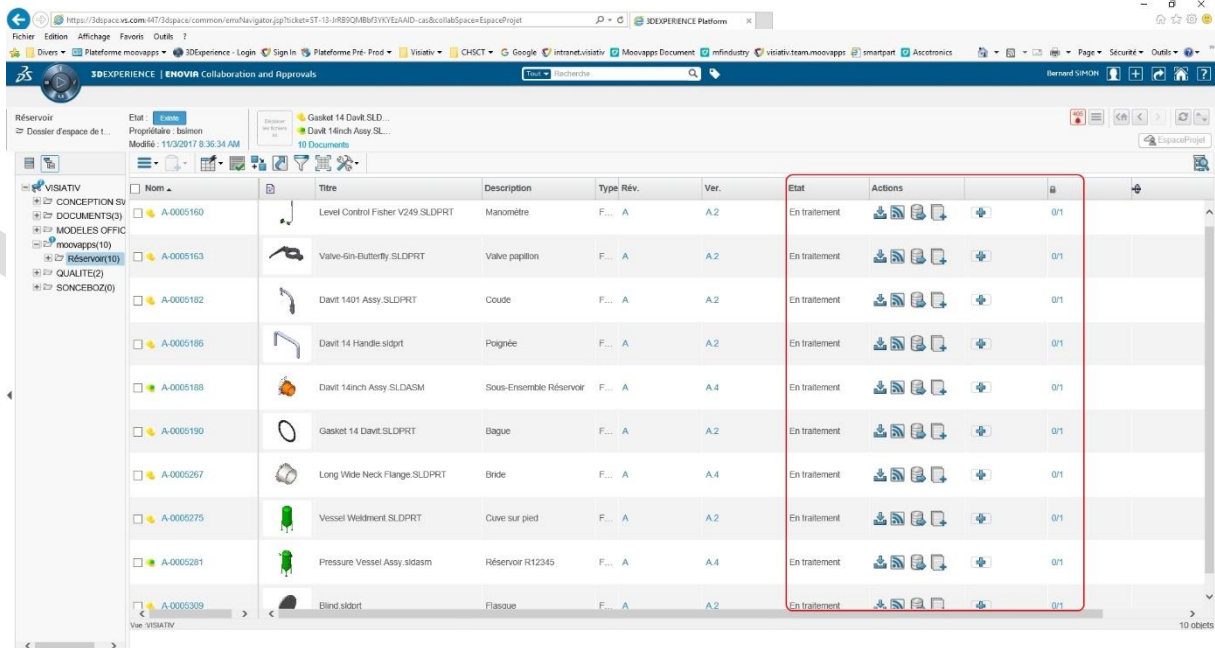 https://3dspace.vs.com:447/3dspace/common/emxNavigator.jsp?ticket=ST-13-JrRB9QMBbf3VKYEzAAID-cas&collabSpace=EspaceProjet
3DEXPERIENCE Platform
Fichier Edition Affichage Favoris Outils ?
Divers Plateforme moovapps 3DExperience - Login Sign In Plateforme Pré- Prod Visiativ CHSCT G Google intranet.visiativ Moovapps Document mfindustry visiativ.team.moovapps smartpart Ascotronics Page Sécurité Outils
3DEXPERIENCE | ENOVIA Collaboration and Approvals Tout Recherche Bernard SIMON
Réservoir
Dossier d'espace de t...
Etat : Existe
Propriétaire : bsimon
Modifié : 11/3/2017 8:36:34 AM
Gasket 14 Davit.SLD...
Davit 14inch Assy.SL...
10 Documents
EspaceProjet
VISIATIV
CONCEPTION SV
DOCUMENTS(3)
MODELES OFFIC
moovapps(10)
Réservoir(10)
QUALITE(2)
SONCEBOZ(0)
Nom Titre Description Type Rév. Ver. Etat Actions
A-0005160 Level Control Fisher V249.SLDPRT Manomètre F... A A.2 En traitement 0/1
A-0005163 Valve-6in-Butterfly.SLDPRT Valve papillon F... A A.2 En traitement 0/1
A-0005182 Davit 1401 Assy.SLDPRT Coude F... A A.2 En traitement 0/1
A-0005186 Davit 14 Handle.sldprt Poignée F... A A.2 En traitement 0/1
A-0005188 Davit 14inch Assy.SLDASM Sous-Ensemble Réservoir F... A A.4 En traitement 0/1
A-0005190 Gasket 14 Davit.SLDPRT Bague F... A A.2 En traitement 0/1
A-0005267 Long Wide Neck Flange.SLDPRT Bride F... A A.4 En traitement 0/1
A-0005275 Vessel Weldment.SLDPRT Cuve sur pied F... A A.2 En traitement 0/1
A-0005281 Pressure Vessel Assy.sldasm Réservoir R12345 F... A A.4 En traitement 0/1
A-0005309 Blind.sldprt Flasque F... A A.2 En traitement 0/1
Vue :VISIATIV
10 objets